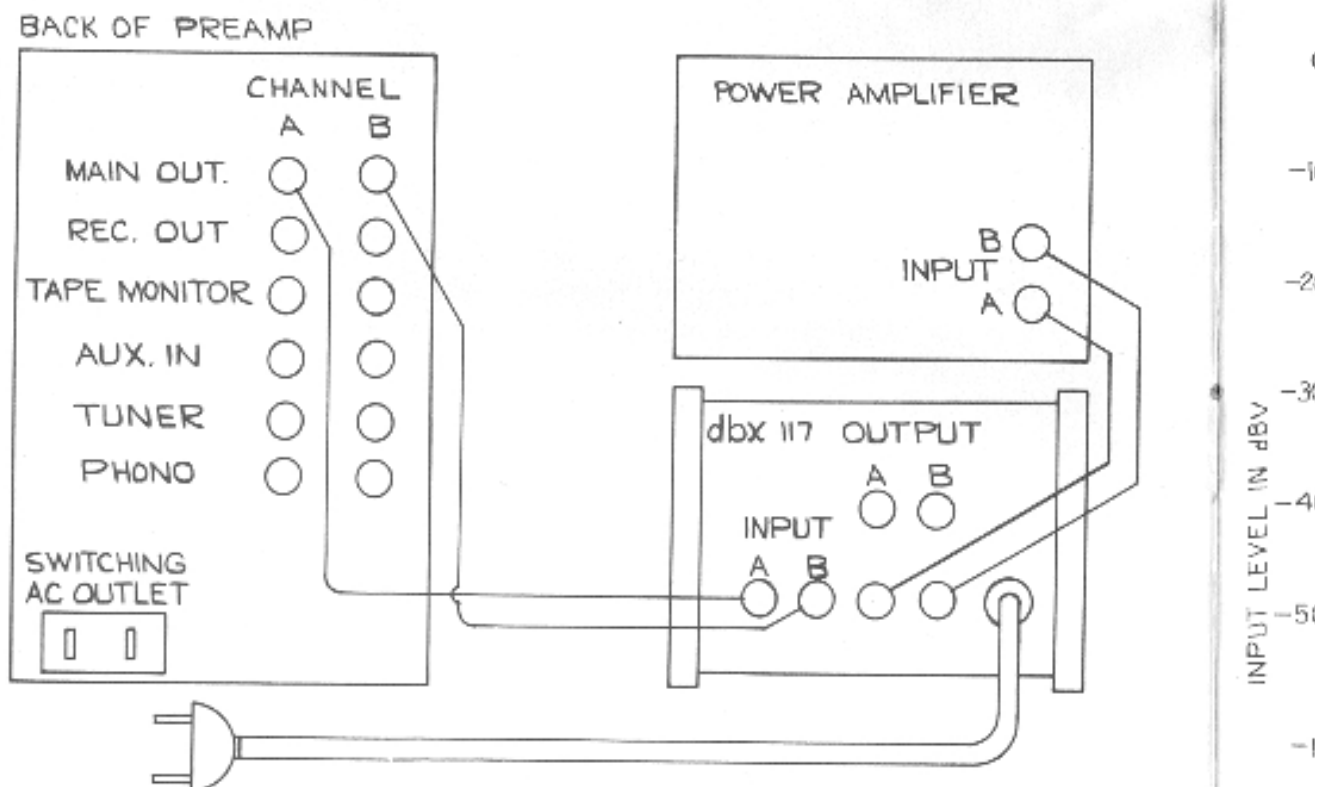 BACK OF PREAMP
CHANNEL
A B
MAIN OUT.
REC. OUT
TAPE MONITOR
AUX. IN
TUNER
PHONO
SWITCHING
AC OUTLET
POWER AMPLIFIER
B
INPUT
A
dbx 117 OUTPUT
A B
INPUT
A B
INPUT LEVEL IN dBV